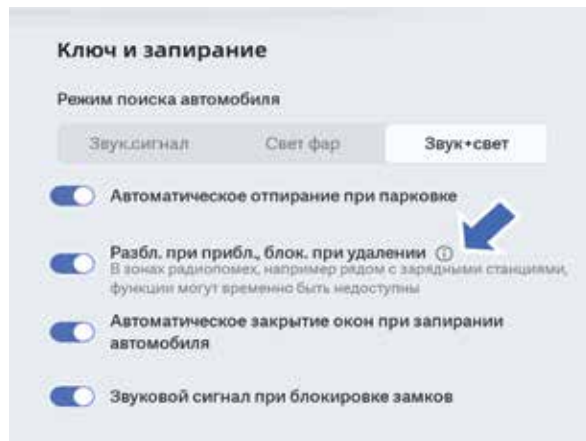 Ключ и запирание
Режим поиска автомобиля
Звук.сигнал Свет фар Звук+свет
Автоматическое отпирание при парковке
Разбл. при прибл., блок. при удалении
В зонах радиопомех, например рядом с зарядными станциями,
функции могут временно быть недоступны
Автоматическое закрытие окон при запирании
автомобиля
Звуковой сигнал при блокировке замков